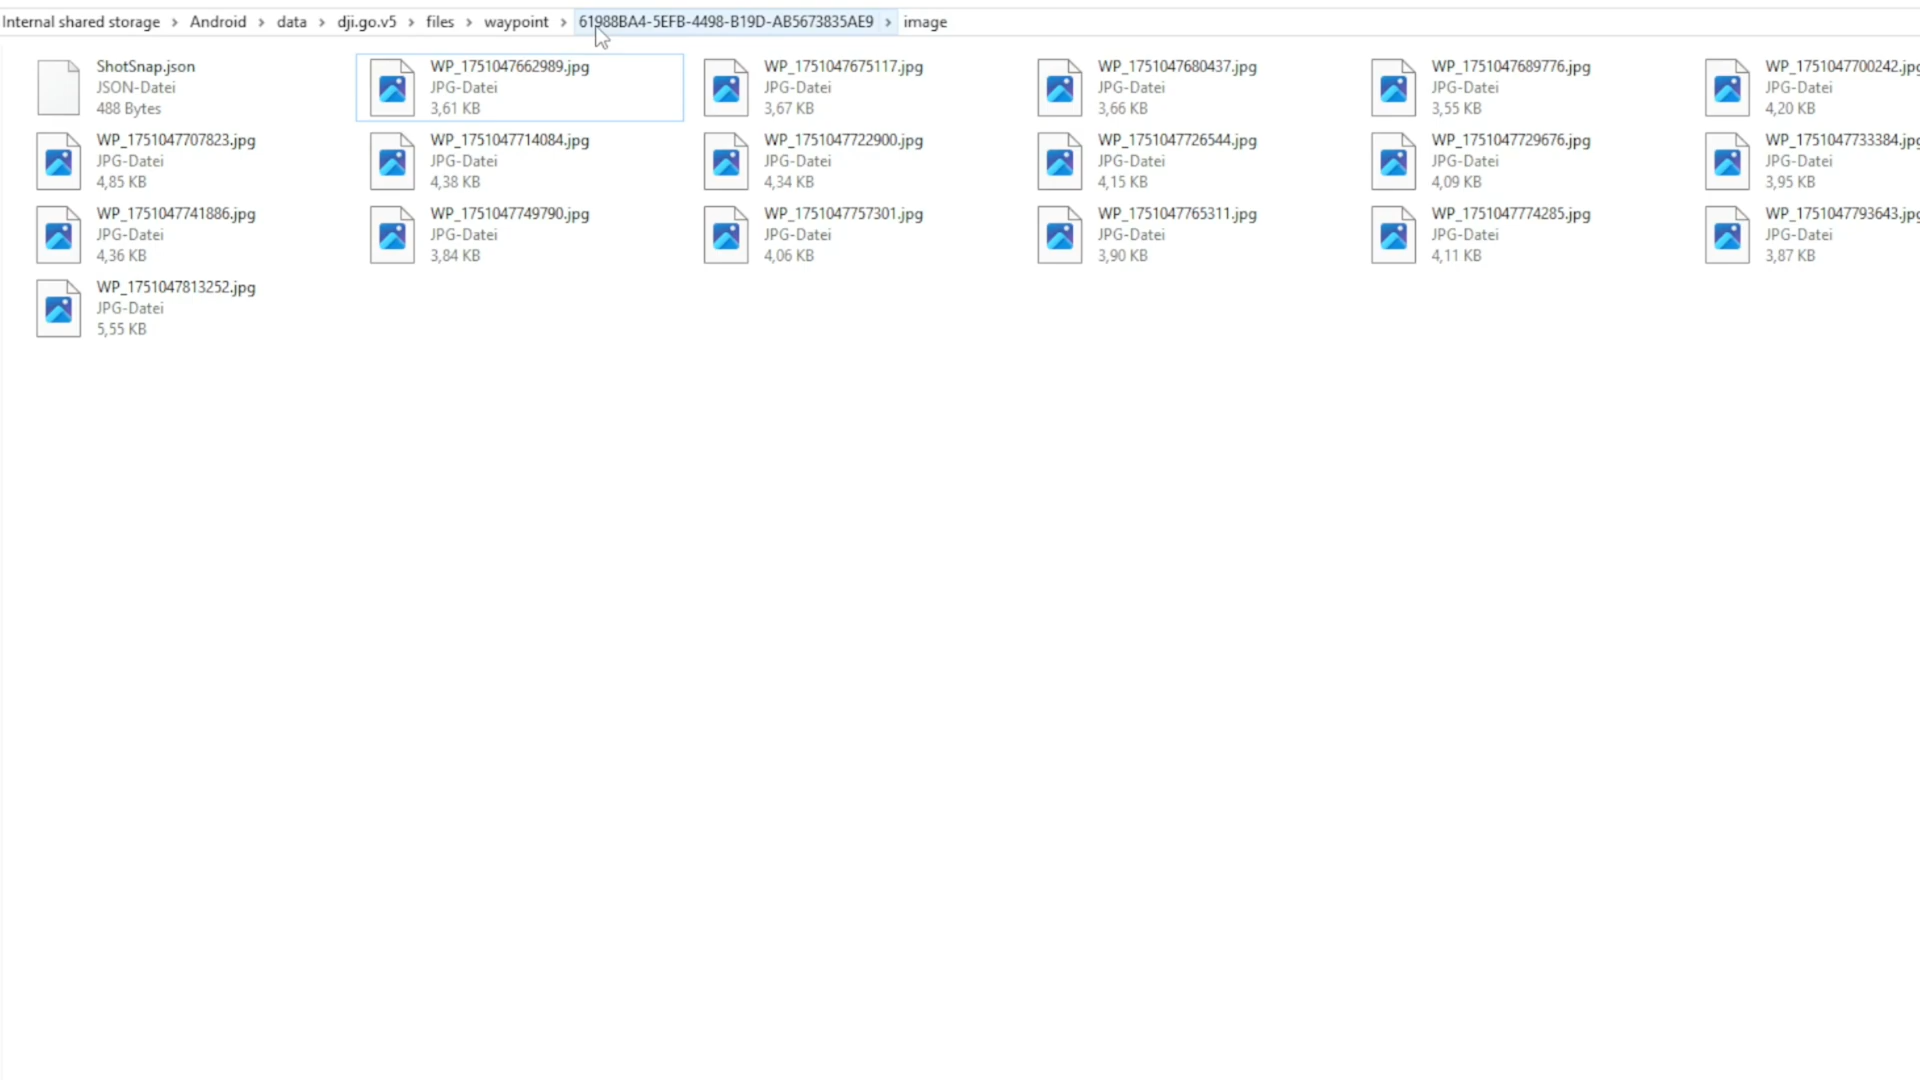 Internal shared storage > Android > data > dji.go.v5 > files > waypoint > 61988BA4-5EFB-4498-B19D-AB5673835AE9 > image
ShotSnap.json
JSON-Datei
488 Bytes
WP_1751047662989.jpg
JPG-Datei
3,61 KB
WP_1751047675117.jpg
JPG-Datei
3,67 KB
WP_1751047680437.jpg
JPG-Datei
3,66 KB
WP_1751047689776.jpg
JPG-Datei
3,55 KB
WP_1751047700242.jpg
JPG-Datei
4,20 KB
WP_1751047707823.jpg
JPG-Datei
4,85 KB
WP_1751047714084.jpg
JPG-Datei
4,38 KB
WP_1751047722900.jpg
JPG-Datei
4,34 KB
WP_1751047726544.jpg
JPG-Datei
4,15 KB
WP_1751047729676.jpg
JPG-Datei
4,09 KB
WP_1751047733384.jpg
JPG-Datei
3,95 KB
WP_1751047741886.jpg
JPG-Datei
4,36 KB
WP_1751047749790.jpg
JPG-Datei
3,84 KB
WP_1751047757301.jpg
JPG-Datei
4,06 KB
WP_1751047765311.jpg
JPG-Datei
3,90 KB
WP_1751047774285.jpg
JPG-Datei
4,11 KB
WP_1751047793643.jpg
JPG-Datei
3,87 KB
WP_1751047813252.jpg
JPG-Datei
5,55 KB